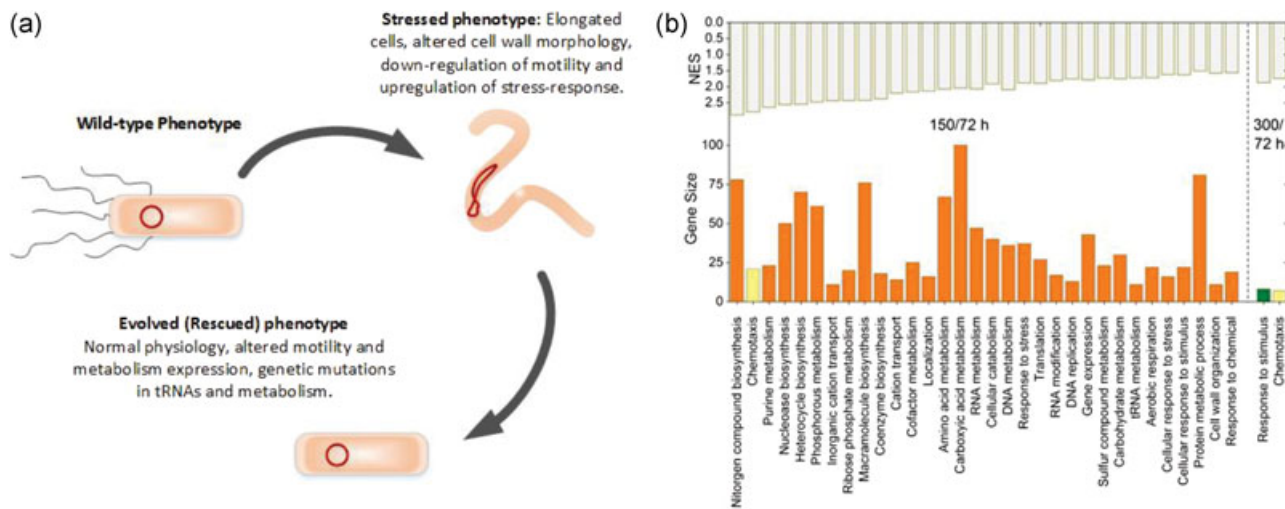 (a)
Stressed phenotype: Elongated
cells, altered cell wall morphology,
down-regulation of motility and
upregulation of stress-response.
Wild-type Phenotype
Evolved (Rescued) phenotype
Normal physiology, altered motility and
metabolism expression, genetic mutations
in tRNAs and metabolism.
(b)
NES
0.0
0.5
1.0
1.5
2.0
2.5
150/72 h
300/
72 h
Gene Size
100
75
50
25
0
Nitorgen compound biosynthesis
Chemotaxis
Purine metabolism
Nucleoase biosynthesis
Heterocycle biosynthesis
Phosphorous metabolism
Inorganic cation transport
Ribose phosphate metabolism
Macromolecule biosynthesis
Coenzyme biosynthesis
Cation transport
Cofactor metabolism
Localization
Amino acid metabolism
Carboxyic acid metabolism
RNA metabolism
Cellular catabolism
DNA metabolism
Response to stress
Translation
RNA modification
DNA replication
Gene expression
Sulfur compound metabolism
Carbohydrate metabolism
tRNA metabolism
Aerobic respiration
Cellular response to stress
Cellular response to stimulus
Protein metabolic process
Cell wall organization
Response to chemical
Response to stimulus
Chemotaxis